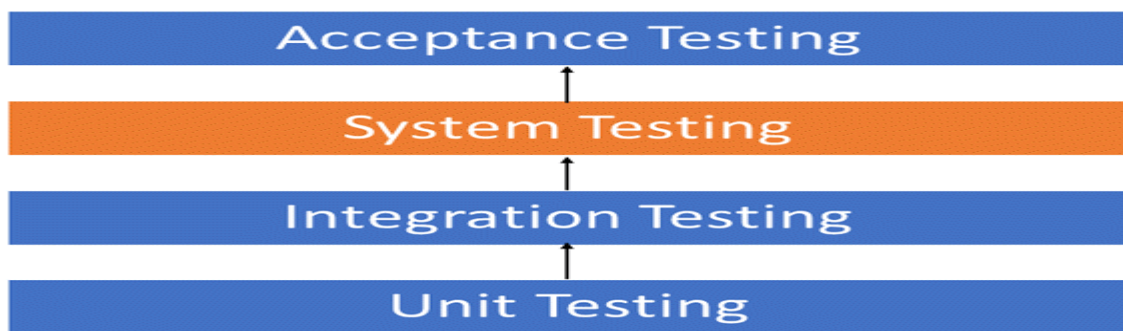 Acceptance Testing
System Testing
Integration Testing
Unit Testing